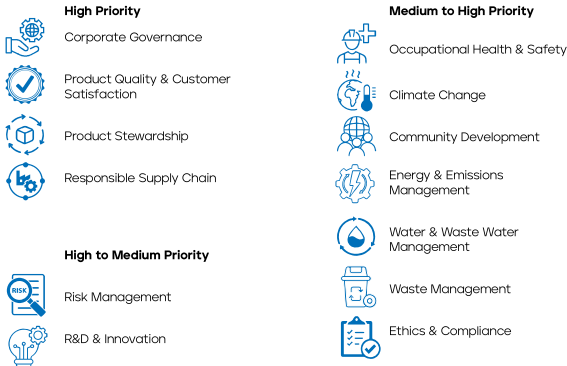 High Priority
Corporate Governance
Product Quality & Customer
Satisfaction
Product Stewardship
Responsible Supply Chain
High to Medium Priority
RISK
Risk Management
R&D & Innovation
Medium to High Priority
Occupational Health & Safety
Climate Change
Community Development
Energy & Emissions
Management
Water & Waste Water
Management
Waste Management
Ethics & Compliance